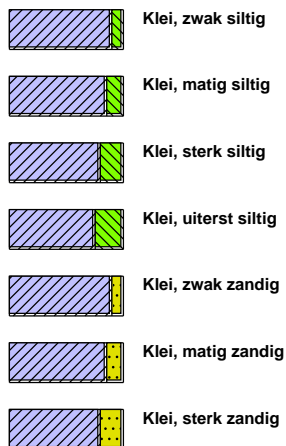 Klei, zwak siltig
Klei, matig siltig
Klei, sterk siltig
Klei, uiterst siltig
Klei, zwak zandig
Klei, matig zandig
Klei, sterk zandig